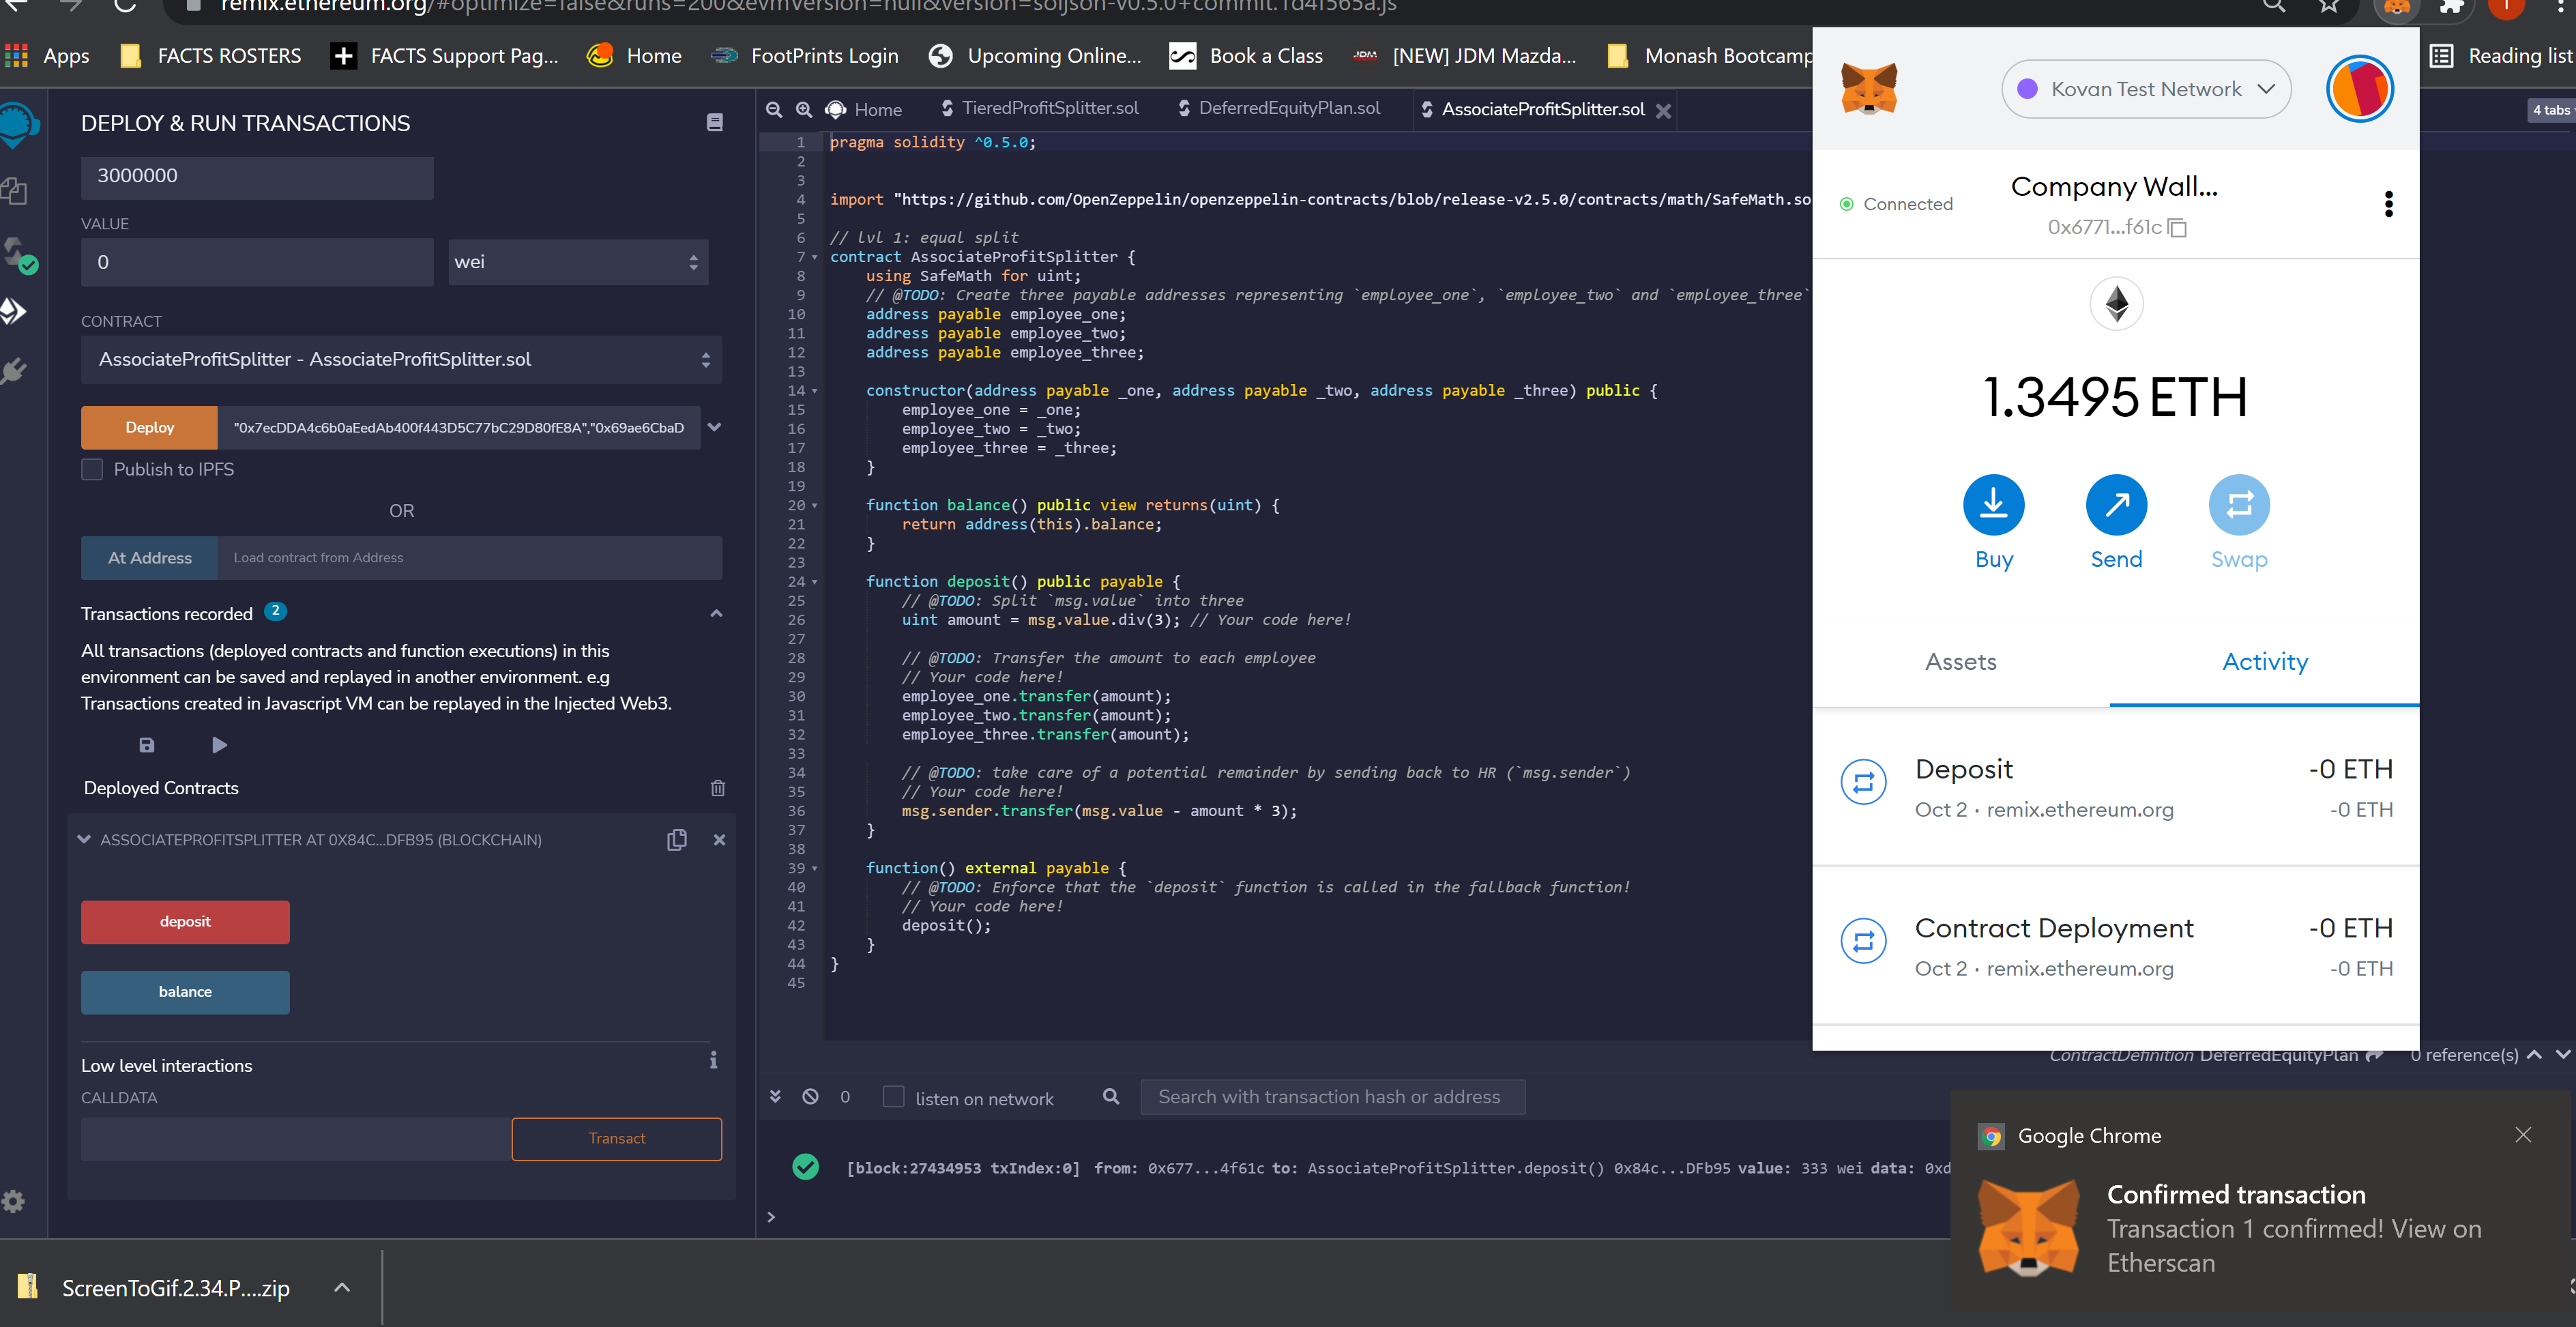 remix.ethereum.org/#optimize=false&runs=200&evmVersion=null&version=soljson-v0.5.0+commit.1d4f565a.js
Apps
FACTS ROSTERS
FACTS Support Pag...
Home
FootPrints Login
Upcoming Online...
Book a Class
[NEW] JDM Mazda...
Monash Bootcamp
Reading list
DEPLOY & RUN TRANSACTIONS
3000000
VALUE
0
wei
CONTRACT
AssociateProfitSplitter - AssociateProfitSplitter.sol
Deploy
"0x7ecDDA4c6b0aEedAb400f443D5C77bC29D80fE8A","0x69ae6CbaD
Publish to IPFS
OR
At Address
Load contract from Address
Transactions recorded 2
All transactions (deployed contracts and function executions) in this
environment can be saved and replayed in another environment. e.g
Transactions created in Javascript VM can be replayed in the Injected Web3.
Deployed Contracts
ASSOCIATEPROFITSPLITTER AT 0X84C...DFB95 (BLOCKCHAIN)
deposit
balance
Low level interactions
CALLDATA
Transact
Home
TieredProfitSplitter.sol
DeferredEquityPlan.sol
AssociateProfitSplitter.sol
4 tabs
1 pragma solidity ^0.5.0;
2
3
4 import "https://github.com/OpenZeppelin/openzeppelin-contracts/blob/release-v2.5.0/contracts/math/SafeMath.so
5
6 // lvl 1: equal split
7 contract AssociateProfitSplitter {
8 using SafeMath for uint;
9 // @TODO: Create three payable addresses representing `employee_one`, `employee_two` and `employee_three`
10 address payable employee_one;
11 address payable employee_two;
12 address payable employee_three;
13
14 constructor(address payable _one, address payable _two, address payable _three) public {
15 employee_one = _one;
16 employee_two = _two;
17 employee_three = _three;
18 }
19
20 function balance() public view returns(uint) {
21 return address(this).balance;
22 }
23
24 function deposit() public payable {
25 // @TODO: Split `msg.value` into three
26 uint amount = msg.value.div(3); // Your code here!
27
28 // @TODO: Transfer the amount to each employee
29 // Your code here!
30 employee_one.transfer(amount);
31 employee_two.transfer(amount);
32 employee_three.transfer(amount);
33
34 // @TODO: take care of a potential remainder by sending back to HR (`msg.sender`)
35 // Your code here!
36 msg.sender.transfer(msg.value - amount * 3);
37 }
38
39 function() external payable {
40 // @TODO: Enforce that the `deposit` function is called in the fallback function!
41 // Your code here!
42 deposit();
43 }
44 }
45
ContractDefinition DeferredEquityPlan
0 reference(s)
0
listen on network
Search with transaction hash or address
[block:27434953 txIndex:0] from: 0x677...4f61c to: AssociateProfitSplitter.deposit() 0x84c...DFb95 value: 333 wei data: 0xd
>
Kovan Test Network
Connected
Company Wall...
0x6771...f61c
1.3495 ETH
Buy
Send
Swap
Assets
Activity
Deposit
-0 ETH
Oct 2 · remix.ethereum.org
-0 ETH
Contract Deployment
-0 ETH
Oct 2 · remix.ethereum.org
-0 ETH
Google Chrome
Confirmed transaction
Transaction 1 confirmed! View on
Etherscan
ScreenToGif.2.34.P....zip